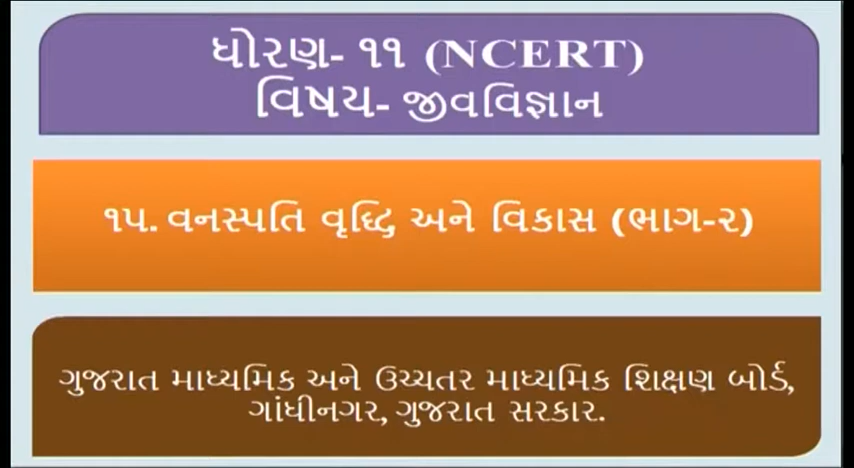 ધોરણ- ૧૧ (NCERT)
વિષય- જીવવિજ્ઞાન
૧૫. વનસ્પતિ વૃદ્ધિ અને વિકાસ (ભાગ-૨)
ગુજરાત માધ્યમિક અને ઉચ્ચતર માધ્યમિક શિક્ષણ બોર્ડ,
ગાંધીનગર, ગુજરાત સરકાર.